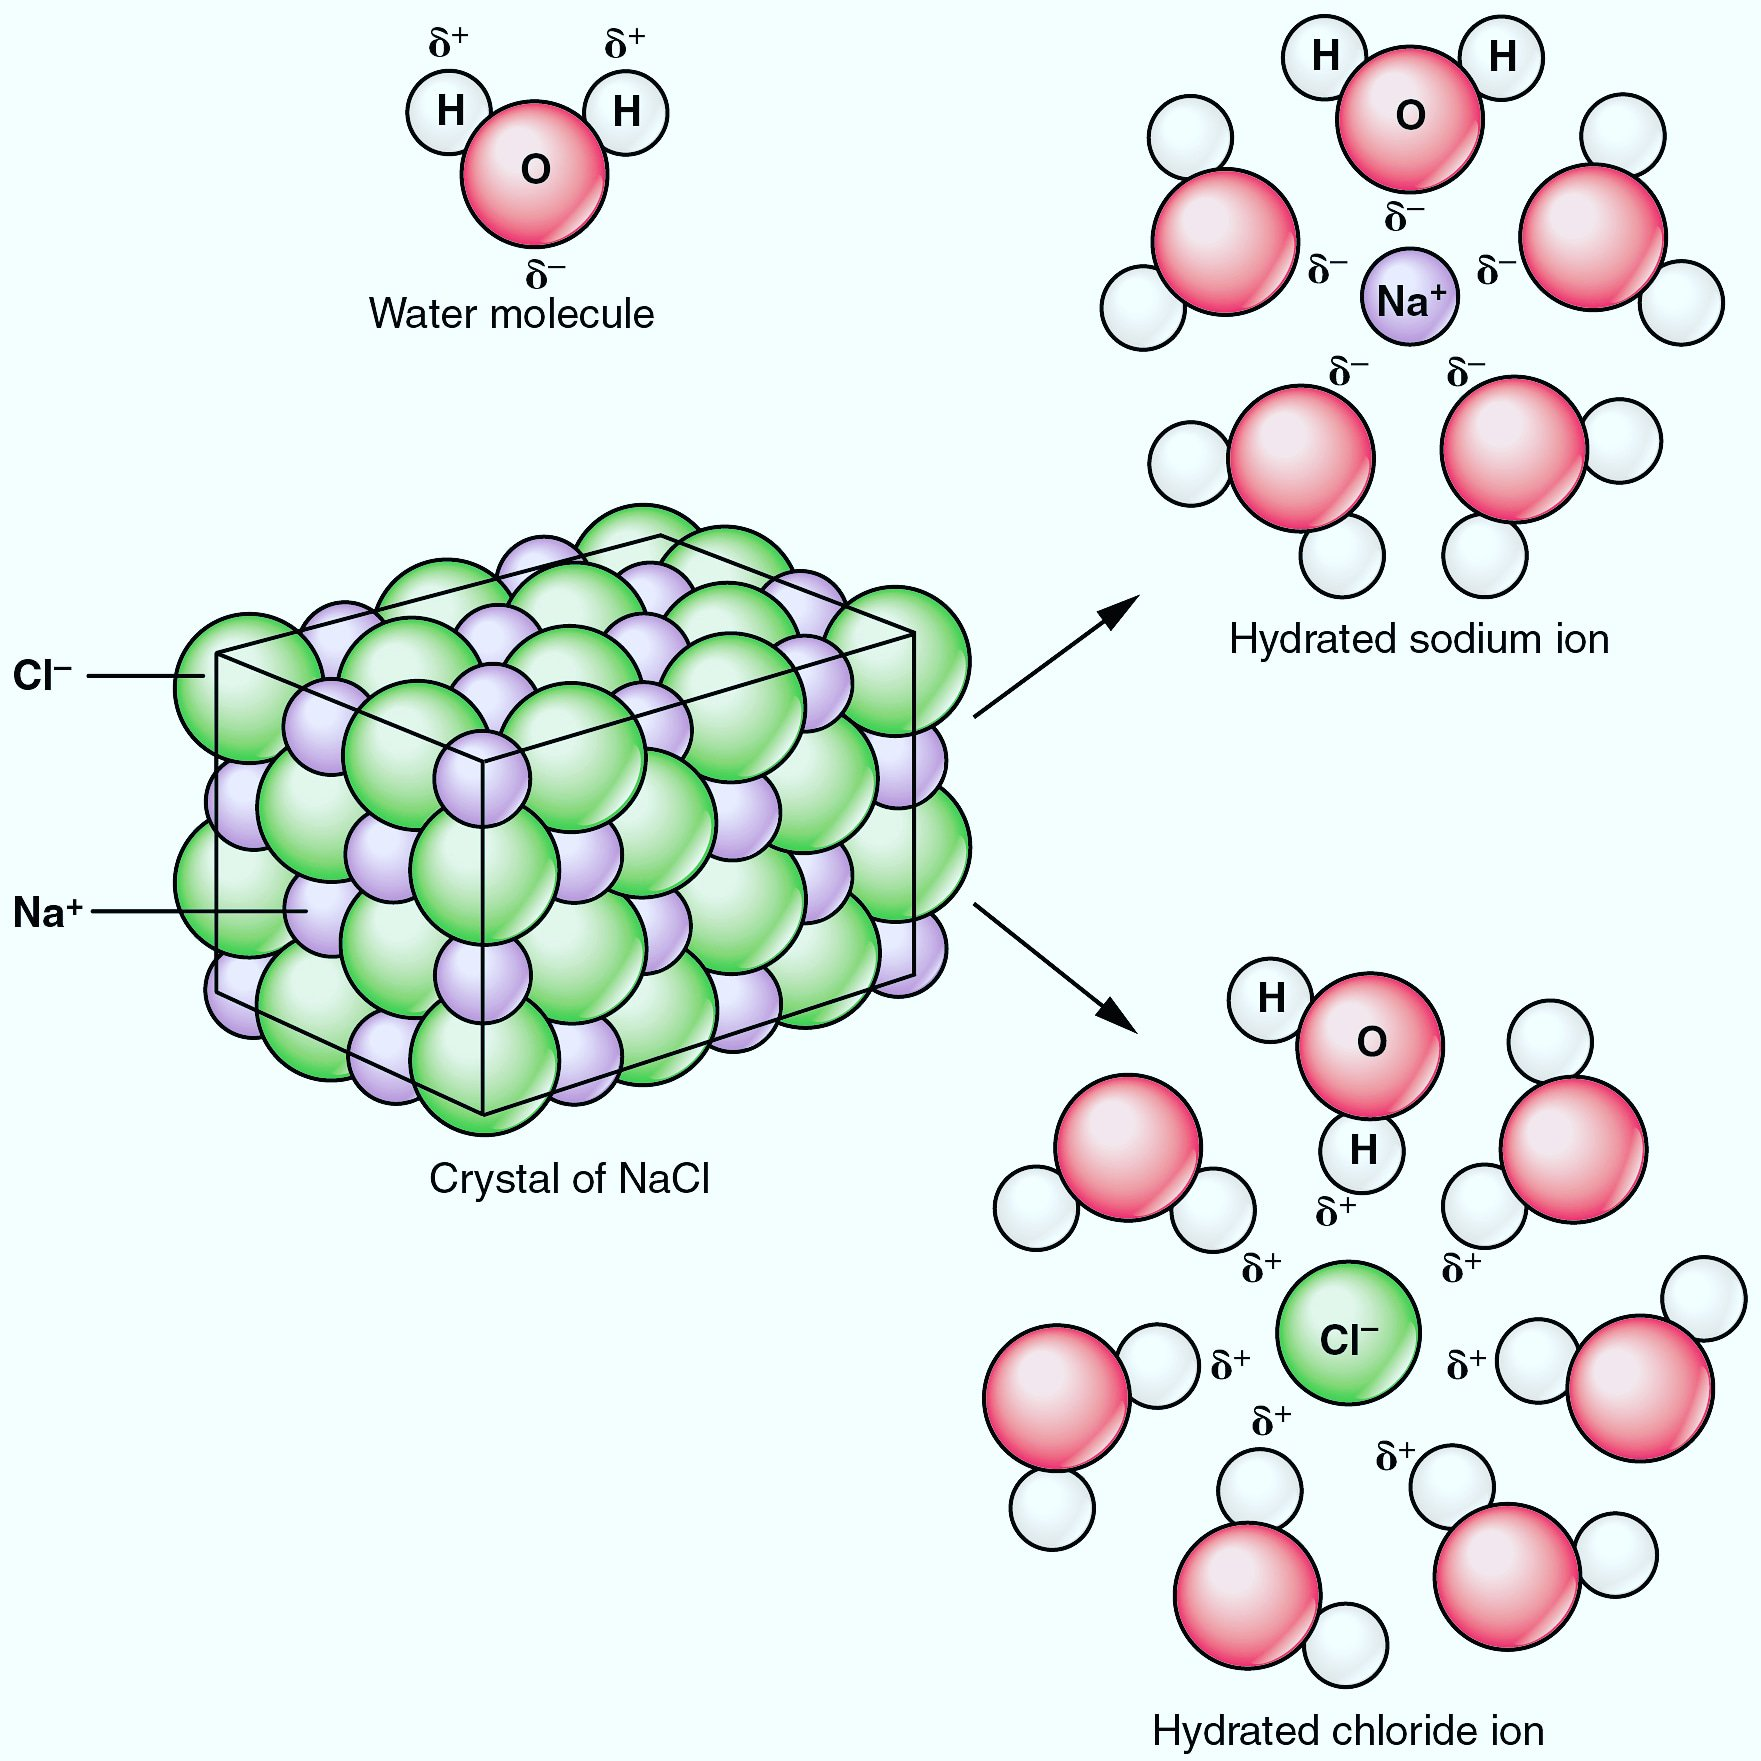 δ⁺ δ⁺
H H
O
δ⁻
Water molecule
H H
O
δ⁻
δ⁻ δ⁻
Na⁺
δ⁻ δ⁻
Hydrated sodium ion
Cl⁻
Na⁺
Crystal of NaCl
H O
H
δ⁺
δ⁺ δ⁺
Cl⁻
δ⁺ δ⁺
δ⁺
δ⁺
Hydrated chloride ion